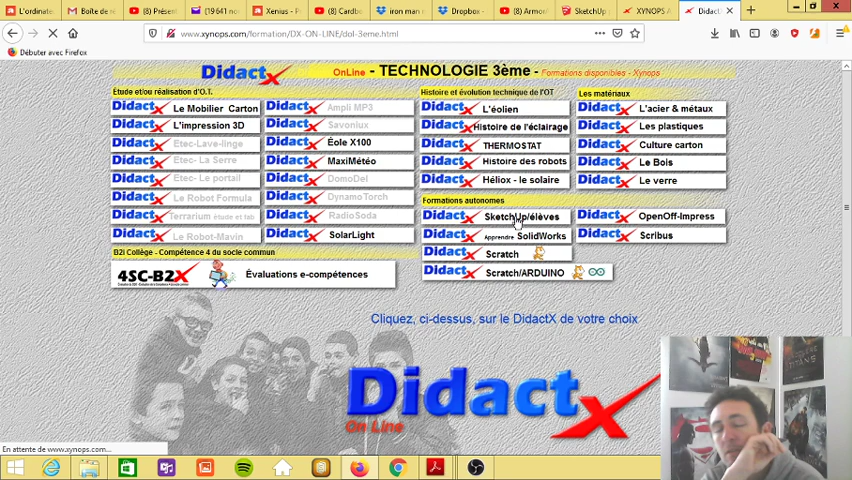 L'ordinate
M Boîte de re
(8) Présent
(19 641 no
Xenius -
(8) Cardbo
iron man e
Dropbox -
(8) Armor
SketchUp
XYNOPS A
Didact
www.xynops.com/formation/DX-ON-LINE/dol-3eme.html
Débuter avec Firefox
DidactX OnLine - TECHNOLOGIE 3ème - Formations disponibles - Xynops
Étude et/ou réalisation d'O.T.
DidactX Le Mobilier Carton
DidactX L'impression 3D
DidactX Etec-Lave-linge
DidactX Etec- La Serre
DidactX Etec- Le portail
DidactX Le Robot Formula
DidactX Terrarium étude et fab
DidactX Le Robot-Mavin
DidactX Ampli MP3
DidactX Savoniux
DidactX Éole X100
DidactX MaxiMétéo
DidactX DomoDel
DidactX DynamoTorch
DidactX RadioSoda
DidactX SolarLight
B2i Collège - Compétence 4 du socle commun
4SC-B2X Évaluations e-compétences
Histoire et évolution technique de l'OT
DidactX L'éolien
DidactX Histoire de l'éclairage
DidactX THERMOSTAT
DidactX Histoire des robots
DidactX Héliox - le solaire
Les matériaux
DidactX L'acier & métaux
DidactX Les plastiques
DidactX Culture carton
DidactX Le Bois
DidactX Le verre
Formations autonomes
DidactX SketchUp/élèves
DidactX Apprendre SolidWorks
DidactX Scratch
DidactX Scratch/ARDUINO
DidactX OpenOff-Impress
DidactX Scribus
Cliquez, ci-dessus, sur le DidactX de votre choix
DidactX
On Line
En attente de www.xynops.com...